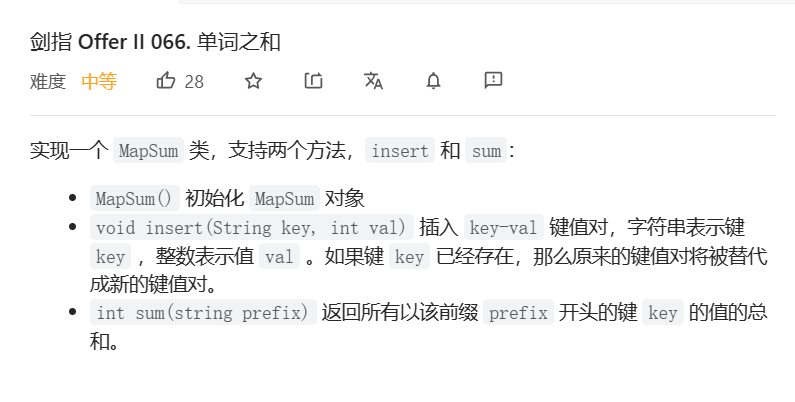 剑指 Offer II 066. 单词之和
难度 中等 28
实现一个 MapSum 类，支持两个方法，insert 和 sum：
MapSum() 初始化 MapSum 对象
void insert(String key, int val) 插入 key-val 键值对，字符串表示键
key ，整数表示值 val 。如果键 key 已经存在，那么原来的键值对将被替代
成新的键值对。
int sum(string prefix) 返回所有以该前缀 prefix 开头的键 key 的值的总
和。